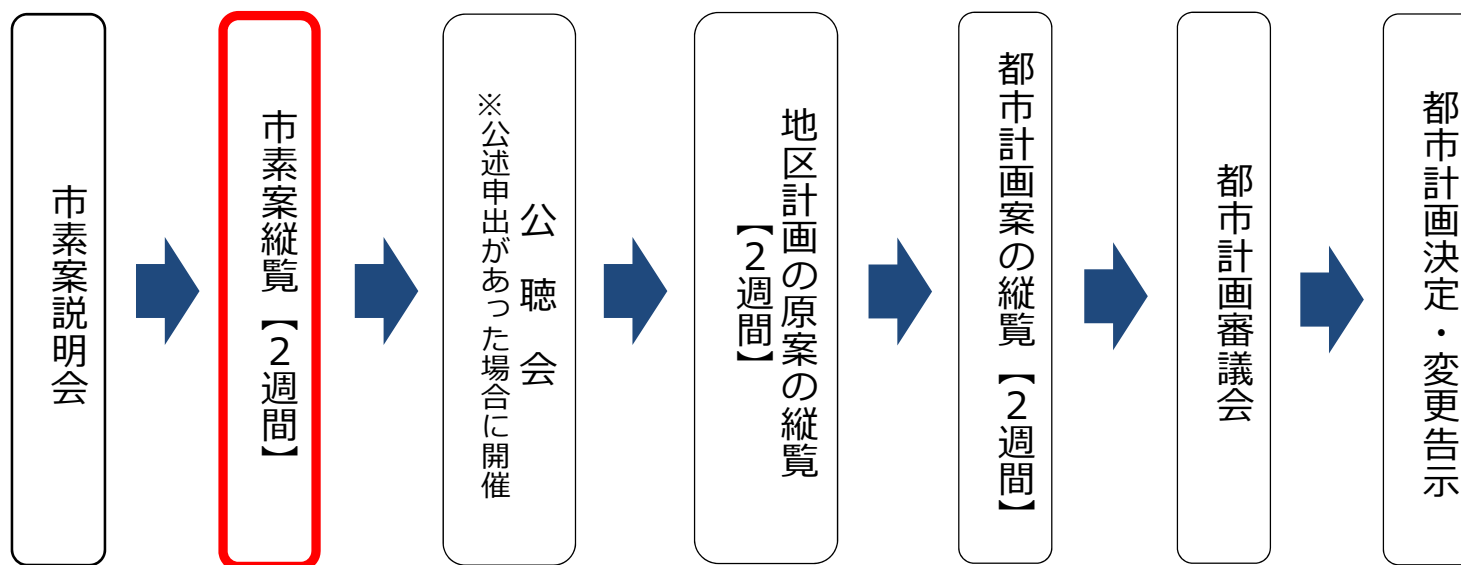 市素案説明会
市素案縦覧【2週間】
公聴会
※公述申出があった場合に開催
地区計画の原案の縦覧
【2週間】
都市計画案の縦覧【2週間】
都市計画審議会
都市計画決定・変更告示